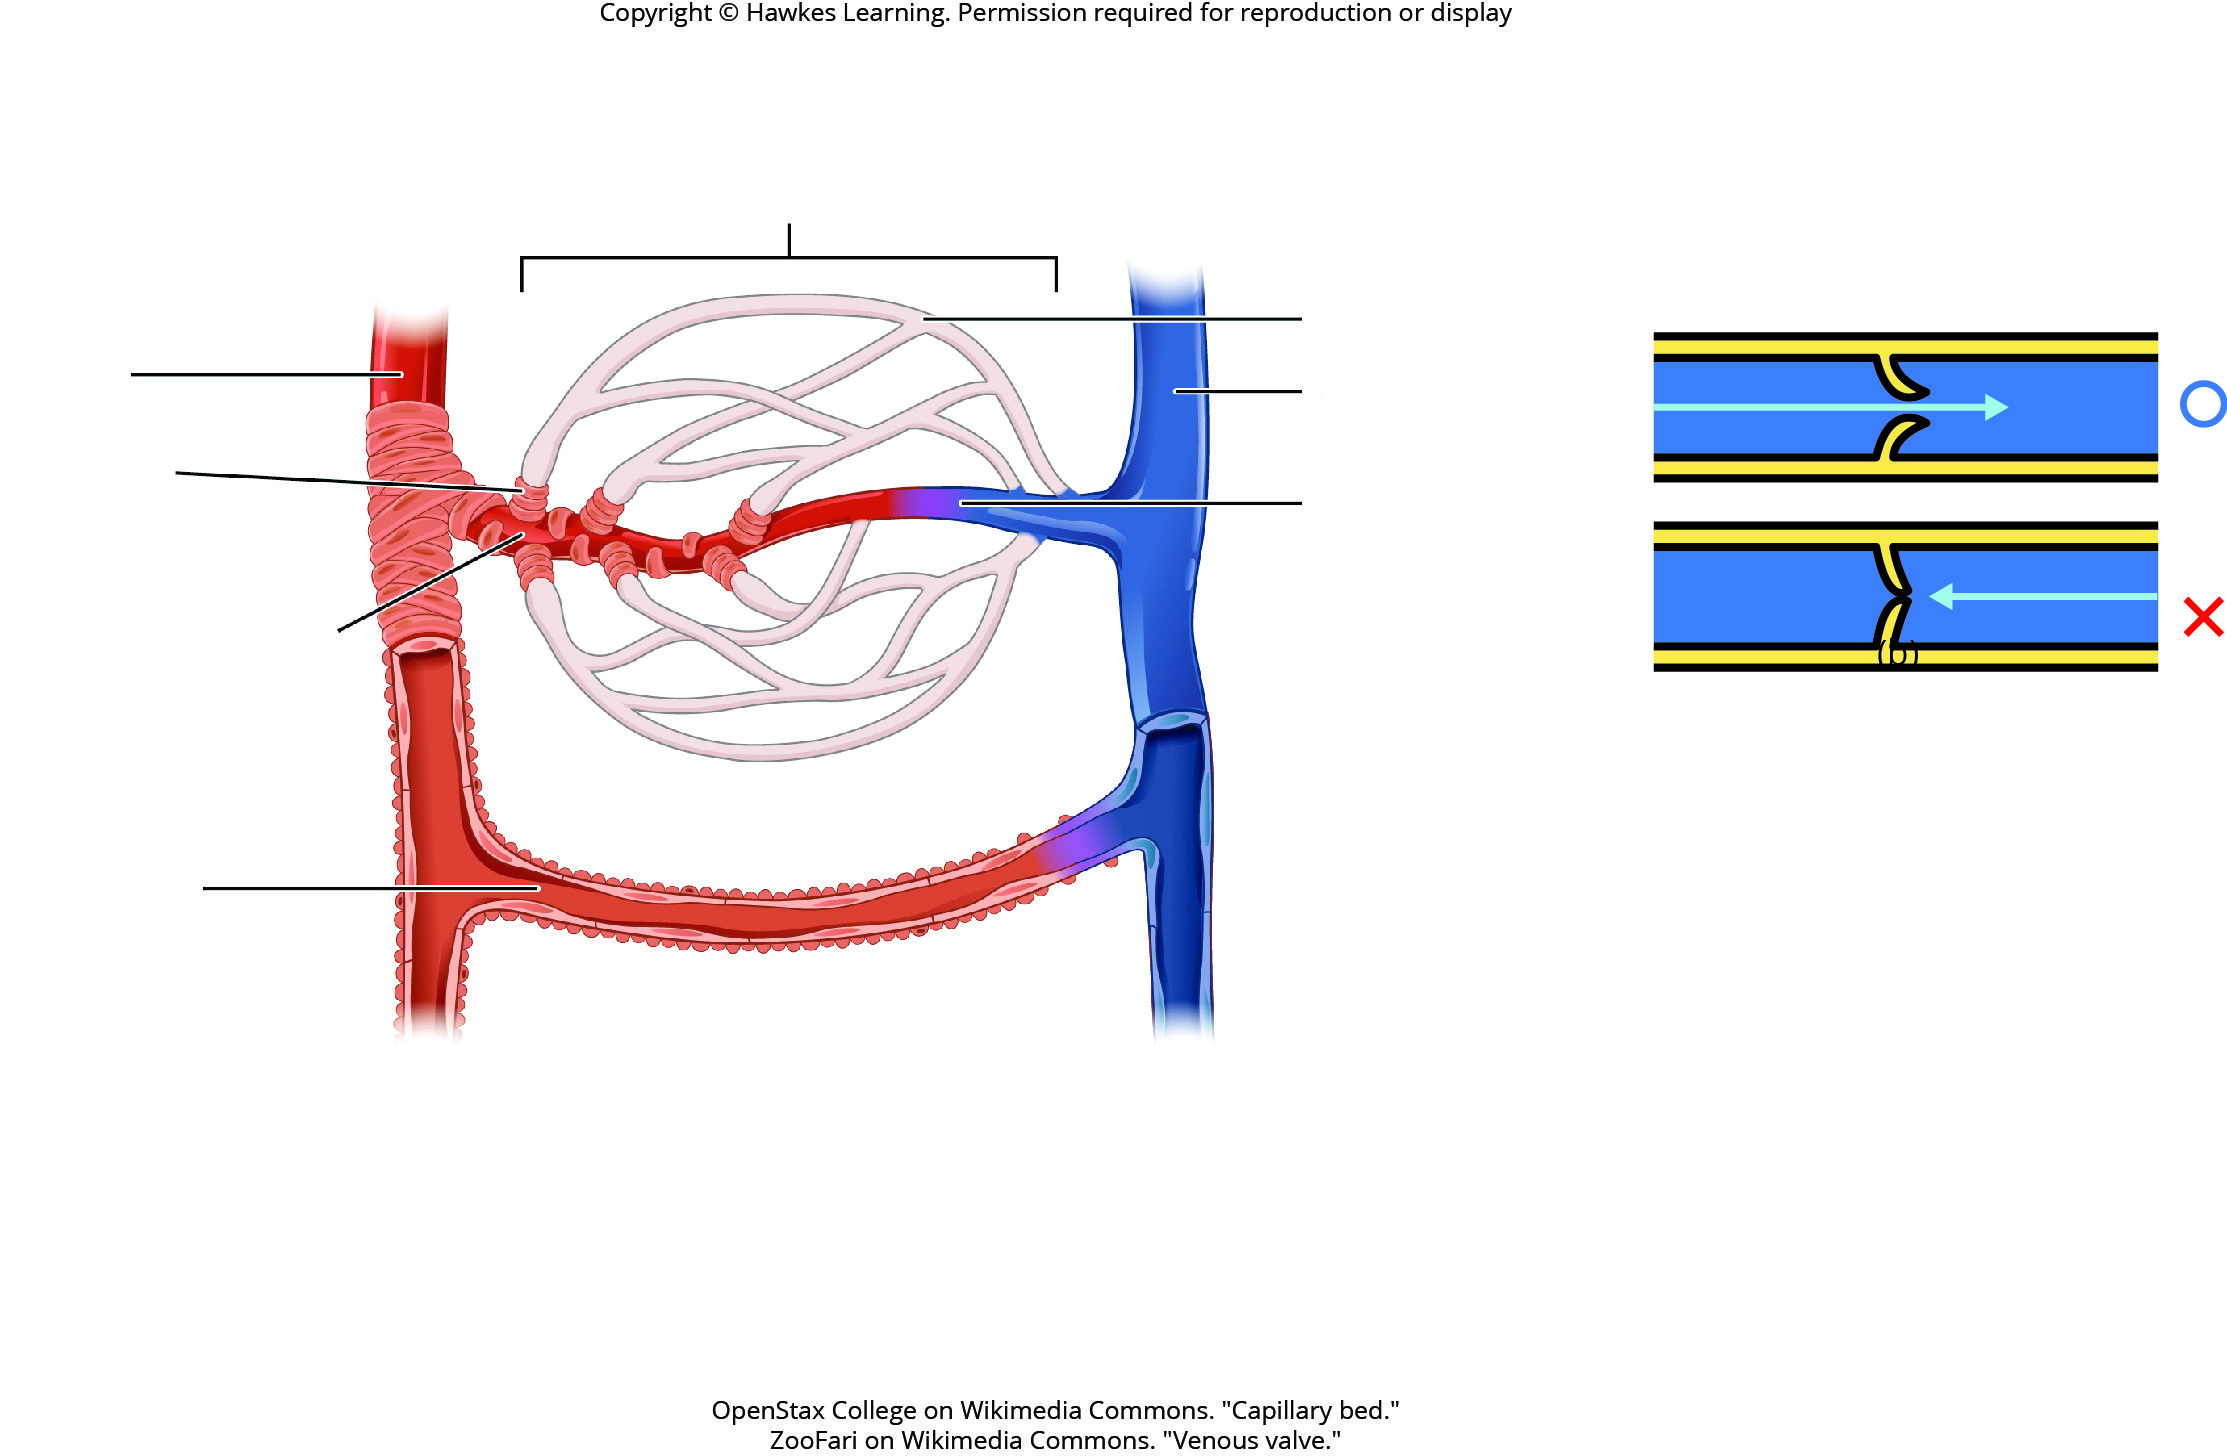 Copyright © Hawkes Learning. Permission required for reproduction or display
(b)
OpenStax College on Wikimedia Commons. "Capillary bed."
ZooFari on Wikimedia Commons. "Venous valve."